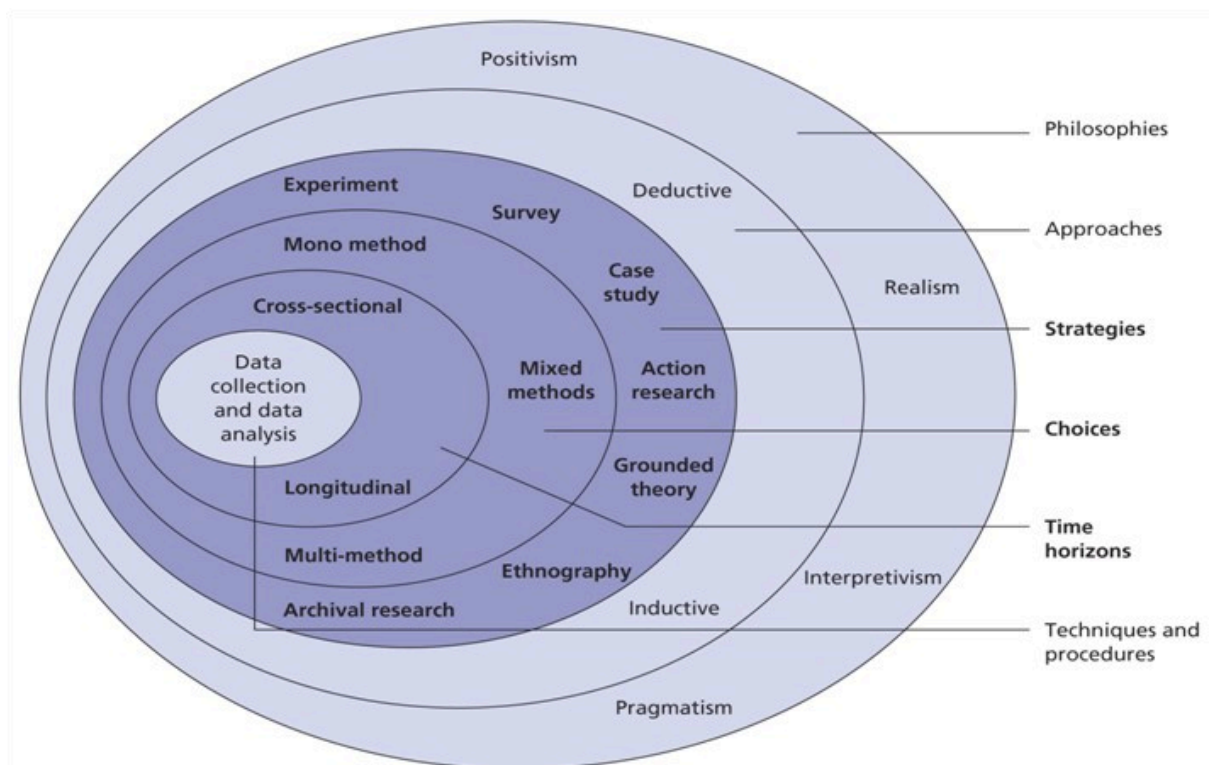 Positivism
Philosophies
Experiment
Deductive
Survey
Approaches
Mono method
Case
study
Realism
Cross-sectional
Strategies
Data
collection
and data
analysis
Mixed
methods
Action
research
Choices
Grounded
theory
Longitudinal
Time
horizons
Multi-method
Ethnography
Interpretivism
Archival research
Inductive
Techniques and
procedures
Pragmatism